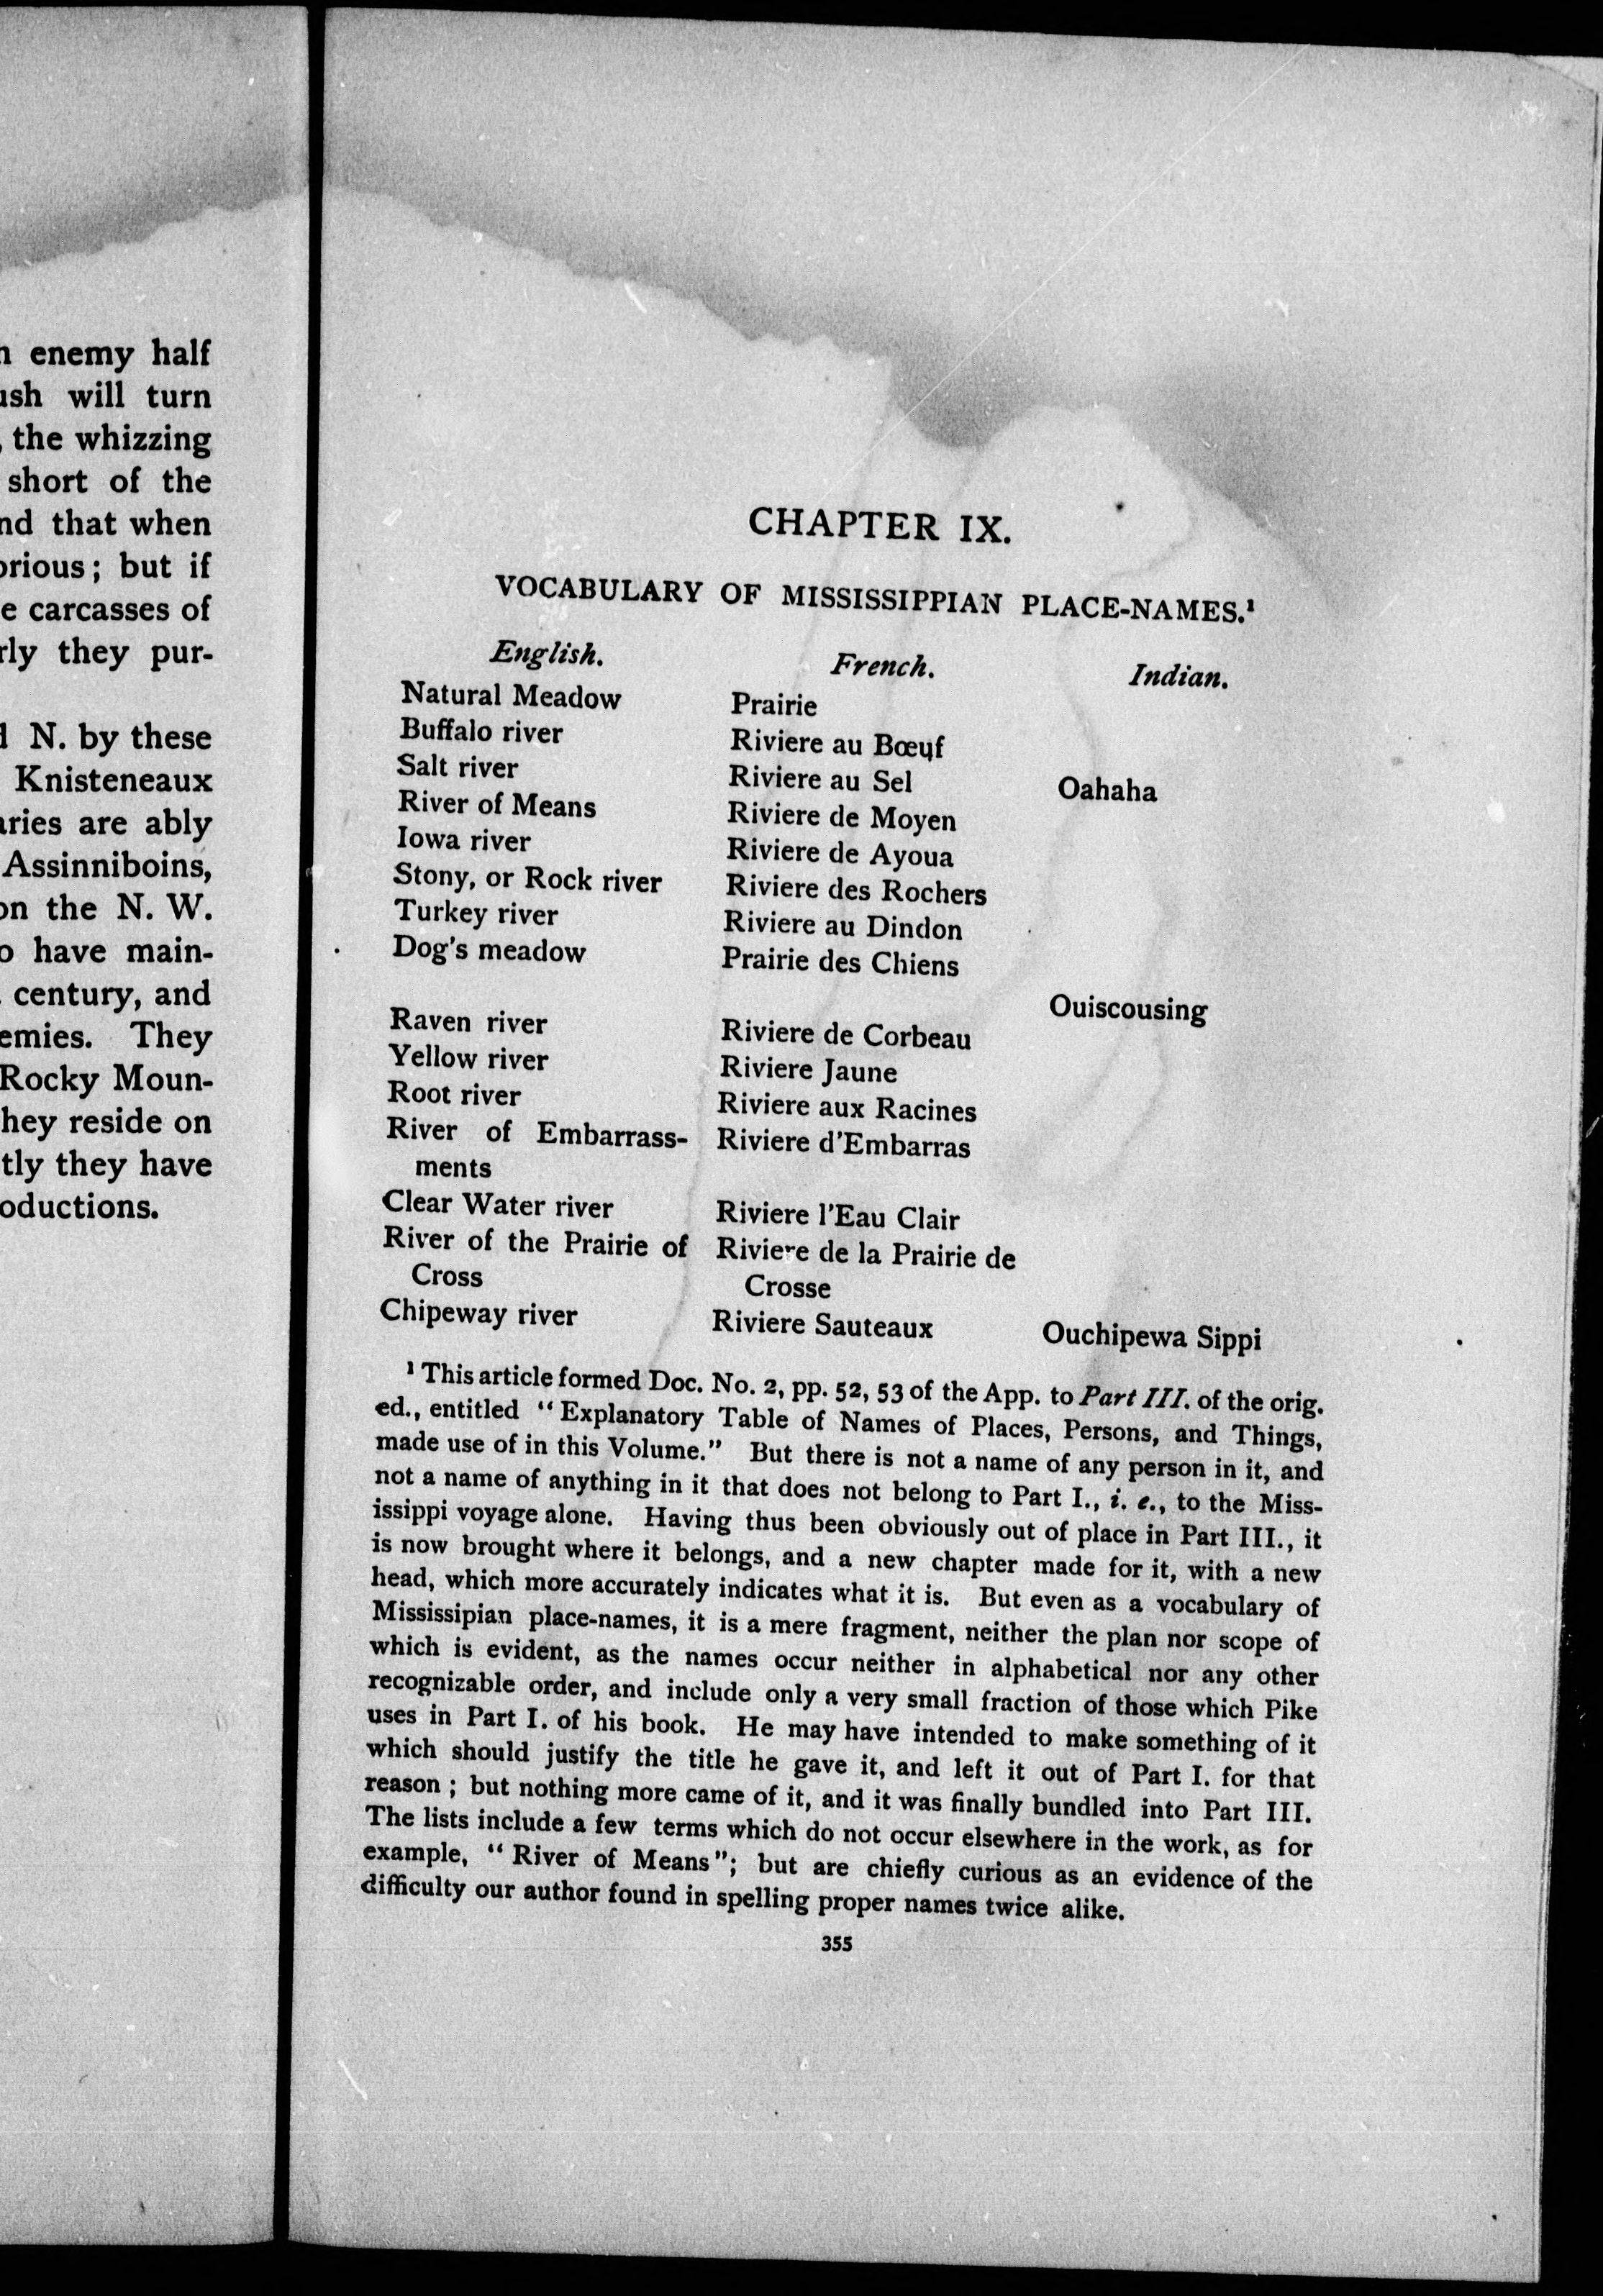 enemy half
will turn
, the whizzing
short of the
that when
; but if
carcasses of
they pur-
N. by these
Knisteneaux
are ably
Assinniboins,
the N. W.
have main-
century, and
They
Rocky Moun-
reside on
they have
CHAPTER IX.
VOCABULARY OF MISSISSIPPIAN PLACE-NAMES.¹
English. French. Indian.
Natural Meadow Prairie
Buffalo river Riviere au Bœuf
Salt river Riviere au Sel Oahaha
River of Means Riviere de Moyen
Iowa river Riviere de Ayoua
Stony, or Rock river Riviere des Rochers
Turkey river Riviere au Dindon
Dog's meadow Prairie des Chiens
Ouiscousing
Raven river Riviere de Corbeau
Yellow river Riviere Jaune
Root river Riviere aux Racines
River of Embarrass- Riviere d'Embarras
ments
Clear Water river Riviere l'Eau Clair
River of the Prairie of Riviere de la Prairie de
Cross Crosse
Chipeway river Riviere Sauteaux Ouchipewa Sippi
¹ This article formed Doc. No. 2, pp. 52, 53 of the App. to Part III. of the orig.
ed., entitled "Explanatory Table of Names of Places, Persons, and Things,
made use of in this Volume." But there is not a name of any person in it, and
not a name of anything in it that does not belong to Part I., i. e., to the Miss-
issippi voyage alone. Having thus been obviously out of place in Part III., it
is now brought where it belongs, and a new chapter made for it, with a new
head, which more accurately indicates what it is. But even as a vocabulary of
Mississipian place-names, it is a mere fragment, neither the plan nor scope of
which is evident, as the names occur neither in alphabetical nor any other
recognizable order, and include only a very small fraction of those which Pike
uses in Part I. of his book. He may have intended to make something of it
which should justify the title he gave it, and left it out of Part I. for that
reason ; but nothing more came of it, and it was finally bundled into Part III.
The lists include a few terms which do not occur elsewhere in the work, as for
example, "River of Means"; but are chiefly curious as an evidence of the
difficulty our author found in spelling proper names twice alike.
355